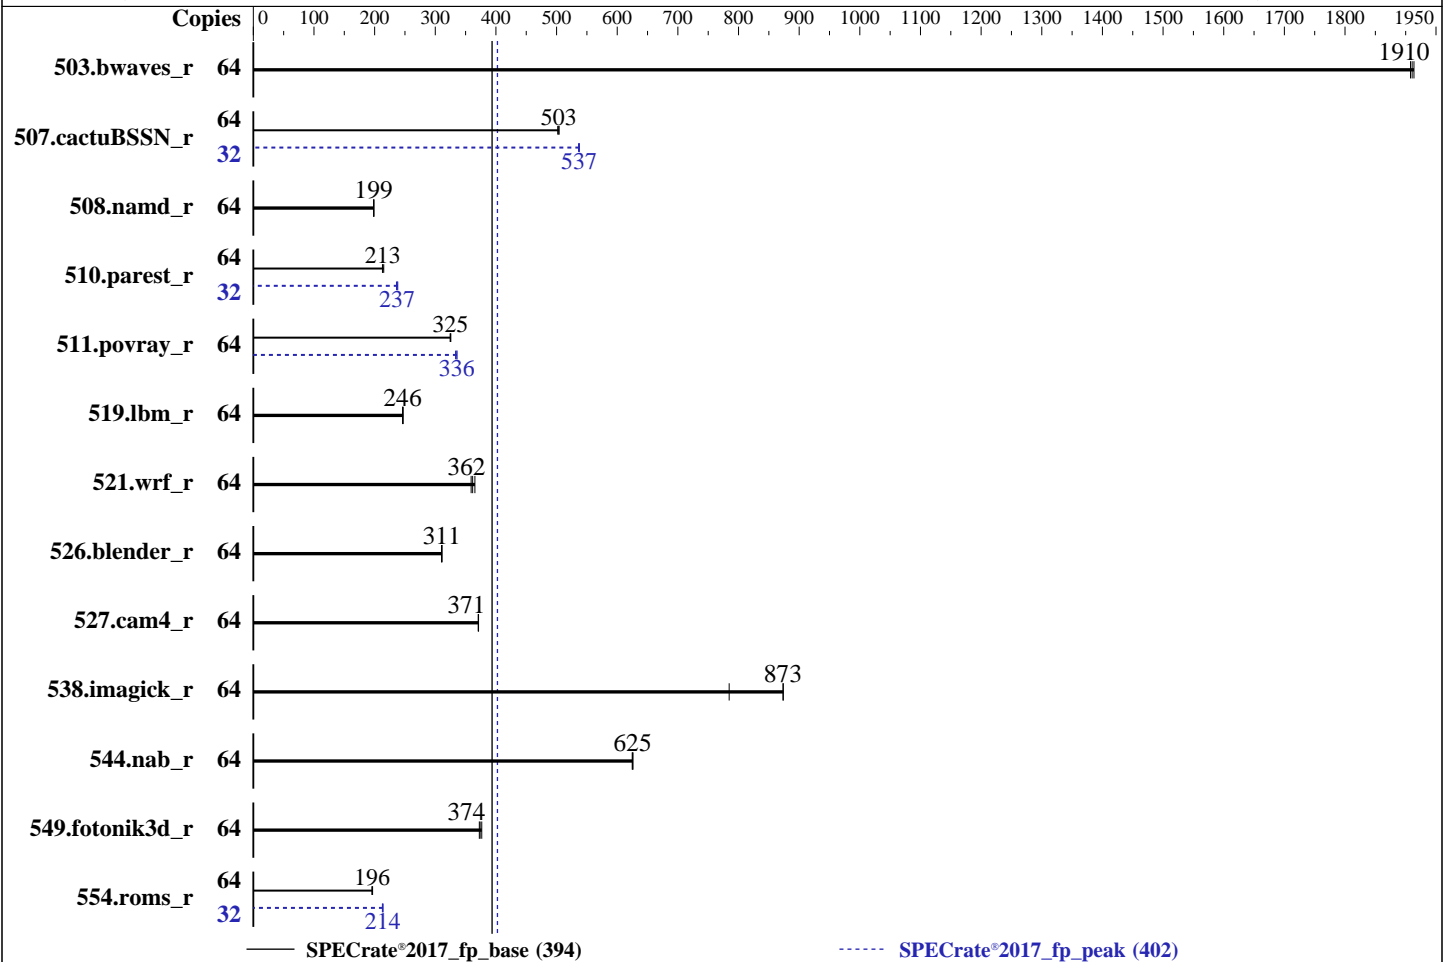 Copies 0 100 200 300 400 500 600 700 800 900 1000 1100 1200 1300 1400 1500 1600 1700 1800 1950
503.bwaves_r 64 1910
507.cactuBSSN_r 64 503
32 537
508.namd_r 64 199
510.parest_r 64 213
32 237
511.povray_r 64 325
336
519.lbm_r 64 246
521.wrf_r 64 362
526.blender_r 64 311
527.cam4_r 64 371
538.imagick_r 64 873
544.nab_r 64 625
549.fotonik3d_r 64 374
554.roms_r 64 196
32 214
SPECrate®2017_fp_base (394) SPECrate®2017_fp_peak (402)